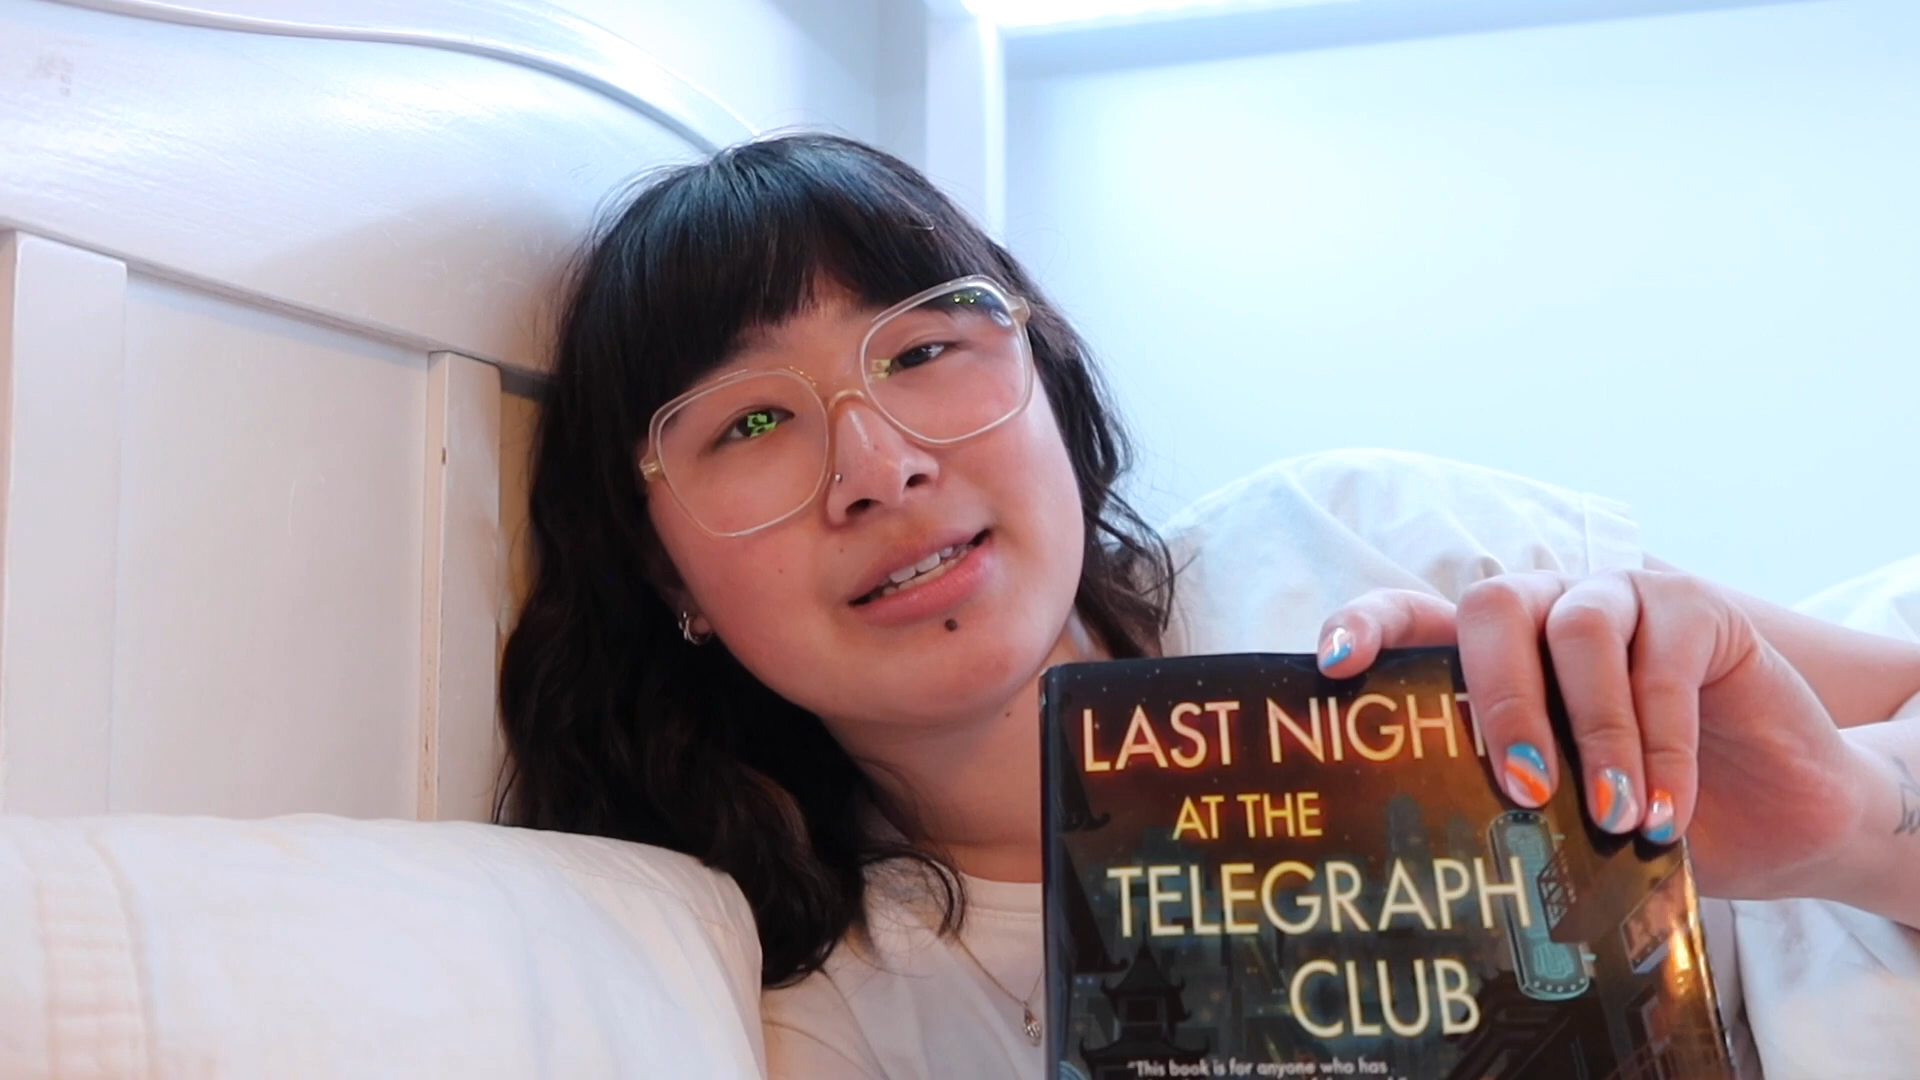 LAST NIGHT
AT THE
TELEGRAPH
CLUB
"This book is for anyone who has